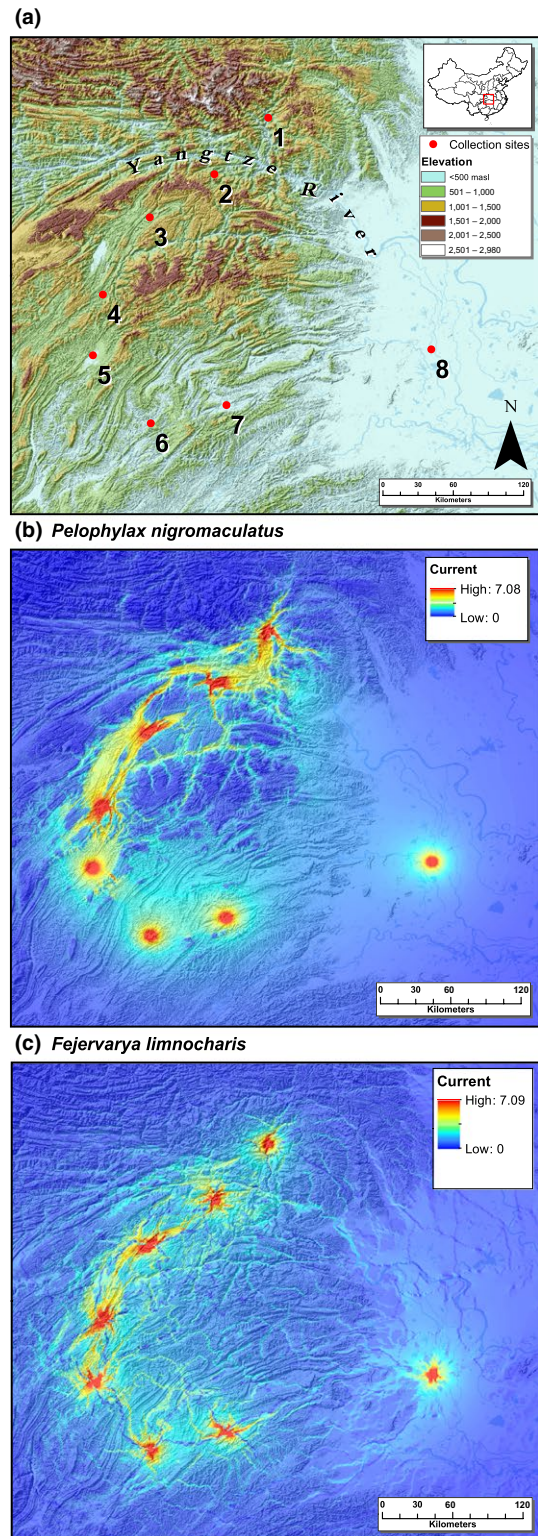 (a)
Yangtze River
1
2
3
4
5
6
7
8
Collection sites
Elevation
<500 masl
501 – 1,000
1,001 – 1,500
1,501 – 2,000
2,001 – 2,500
2,501 – 2,980
N
0 60 120
Kilometers
(b) Pelophylax nigromaculatus
Current
High: 7.08
Low: 0
0 60 120
Kilometers
(c) Fejervarya limnocharis
Current
High: 7.09
Low: 0
0 60 120
Kilometers